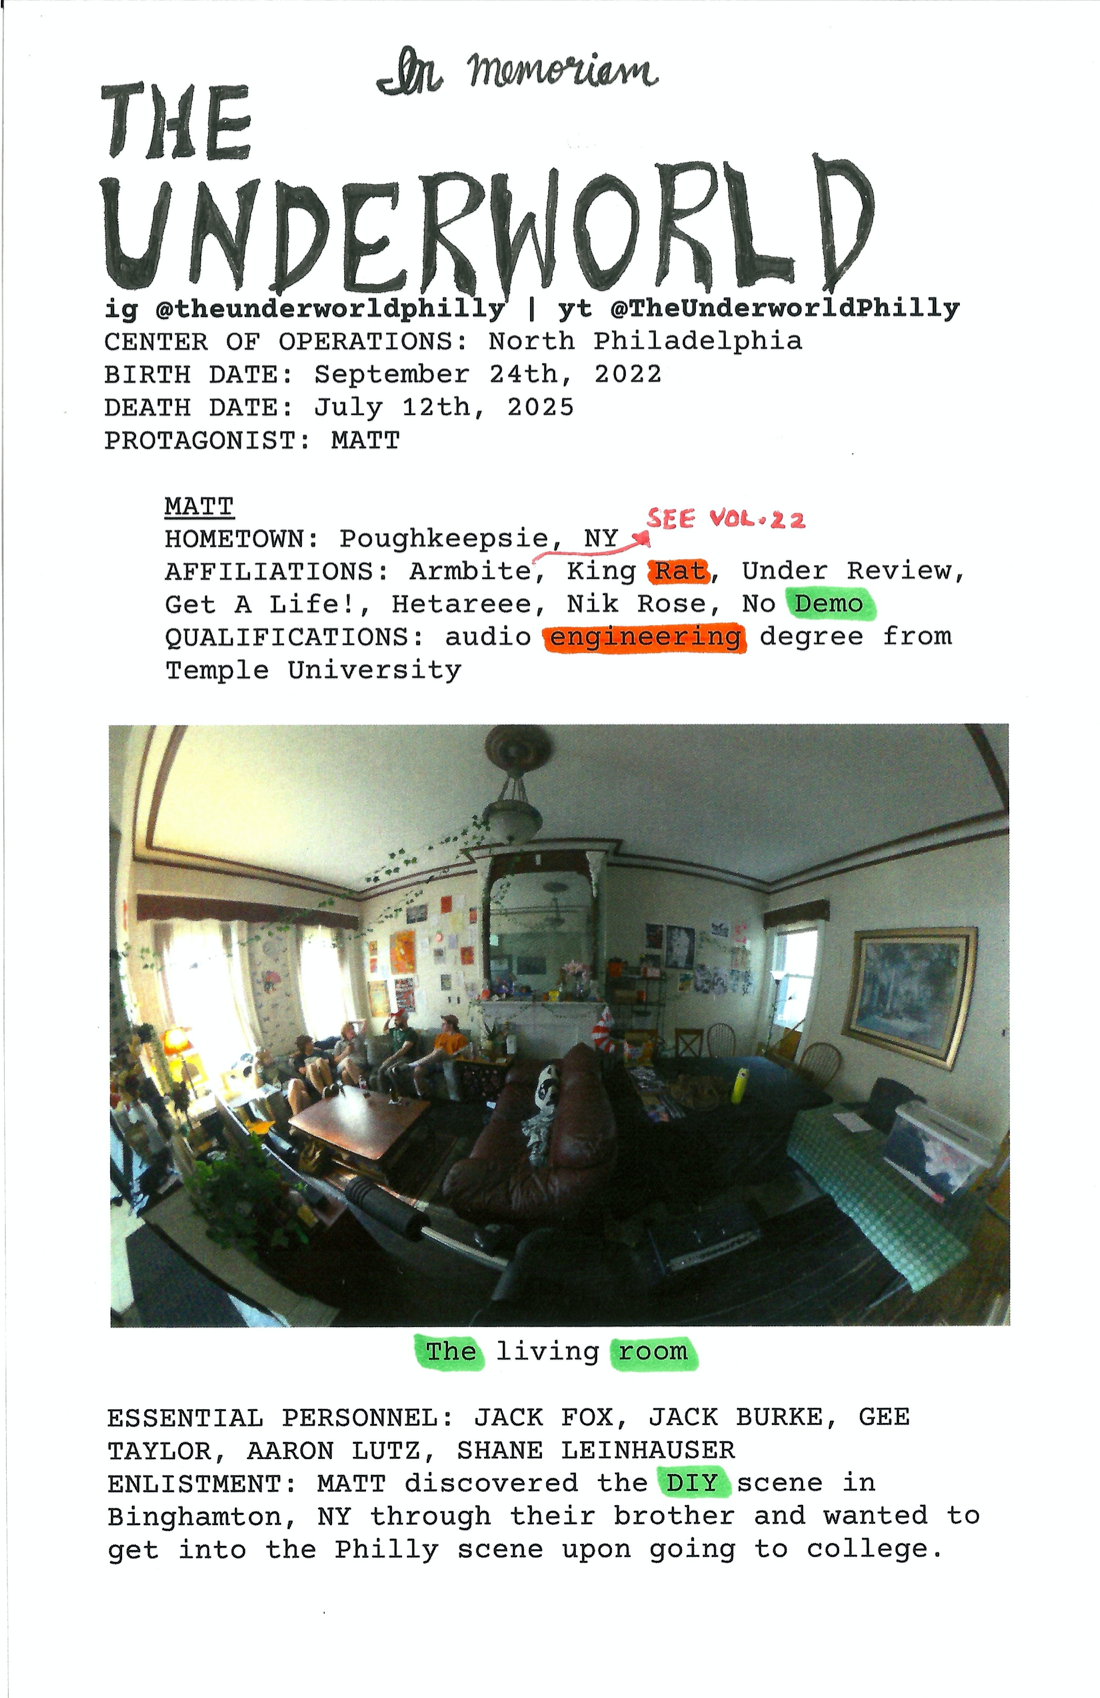 In memoriam
THE
UNDERWORLD
ig @theunderworldphilly | yt @TheUnderworldPhilly
CENTER OF OPERATIONS: North Philadelphia
BIRTH DATE: September 24th, 2022
DEATH DATE: July 12th, 2025
PROTAGONIST: MATT
MATT
SEE VOL.22
HOMETOWN: Poughkeepsie, NY
AFFILIATIONS: Armbite, King Rat, Under Review,
Get A Life!, Hetareee, Nik Rose, No Demo
QUALIFICATIONS: audio engineering degree from
Temple University
The living room
ESSENTIAL PERSONNEL: JACK FOX, JACK BURKE, GEE
TAYLOR, AARON LUTZ, SHANE LEINHAUSER
ENLISTMENT: MATT discovered the DIY scene in
Binghamton, NY through their brother and wanted to
get into the Philly scene upon going to college.